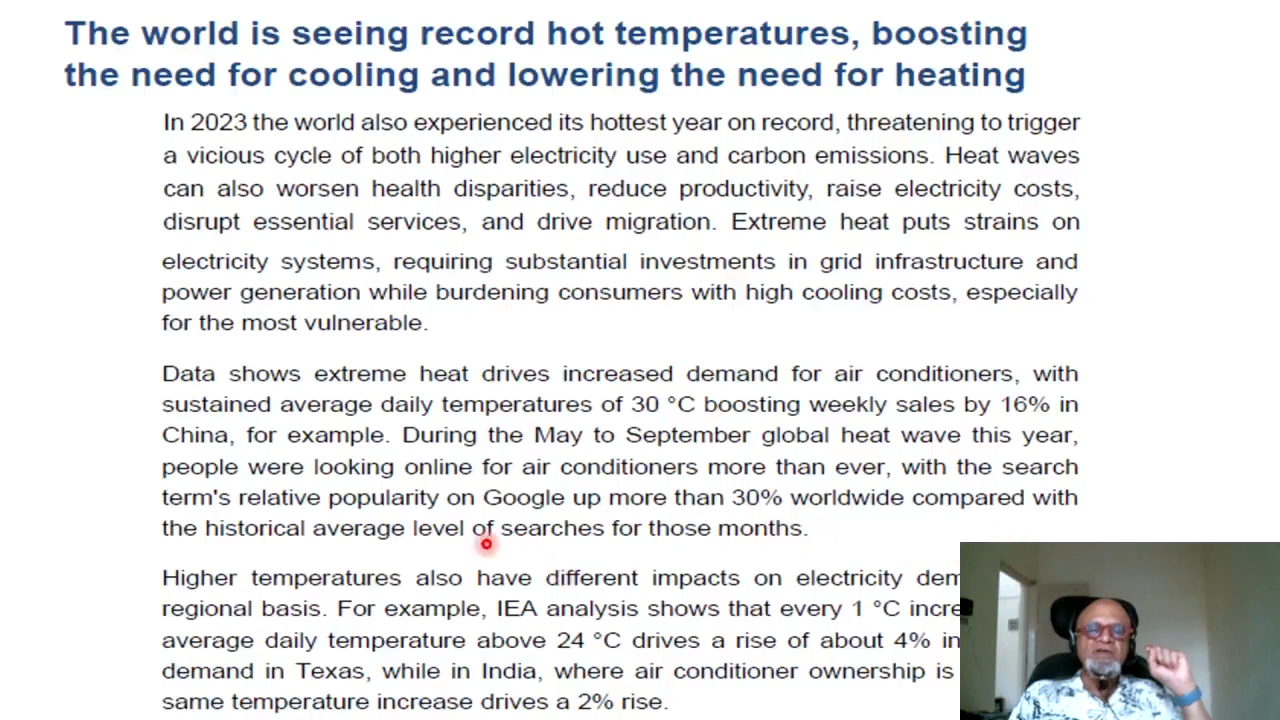 The world is seeing record hot temperatures, boosting
the need for cooling and lowering the need for heating
In 2023 the world also experienced its hottest year on record, threatening to trigger
a vicious cycle of both higher electricity use and carbon emissions. Heat waves
can also worsen health disparities, reduce productivity, raise electricity costs,
disrupt essential services, and drive migration. Extreme heat puts strains on
electricity systems, requiring substantial investments in grid infrastructure and
power generation while burdening consumers with high cooling costs, especially
for the most vulnerable.
Data shows extreme heat drives increased demand for air conditioners, with
sustained average daily temperatures of 30 °C boosting weekly sales by 16% in
China, for example. During the May to September global heat wave this year,
people were looking online for air conditioners more than ever, with the search
term's relative popularity on Google up more than 30% worldwide compared with
the historical average level of searches for those months.
Higher temperatures also have different impacts on electricity dem
regional basis. For example, IEA analysis shows that every 1 °C incre
average daily temperature above 24 °C drives a rise of about 4% in
demand in Texas, while in India, where air conditioner ownership is
same temperature increase drives a 2% rise.